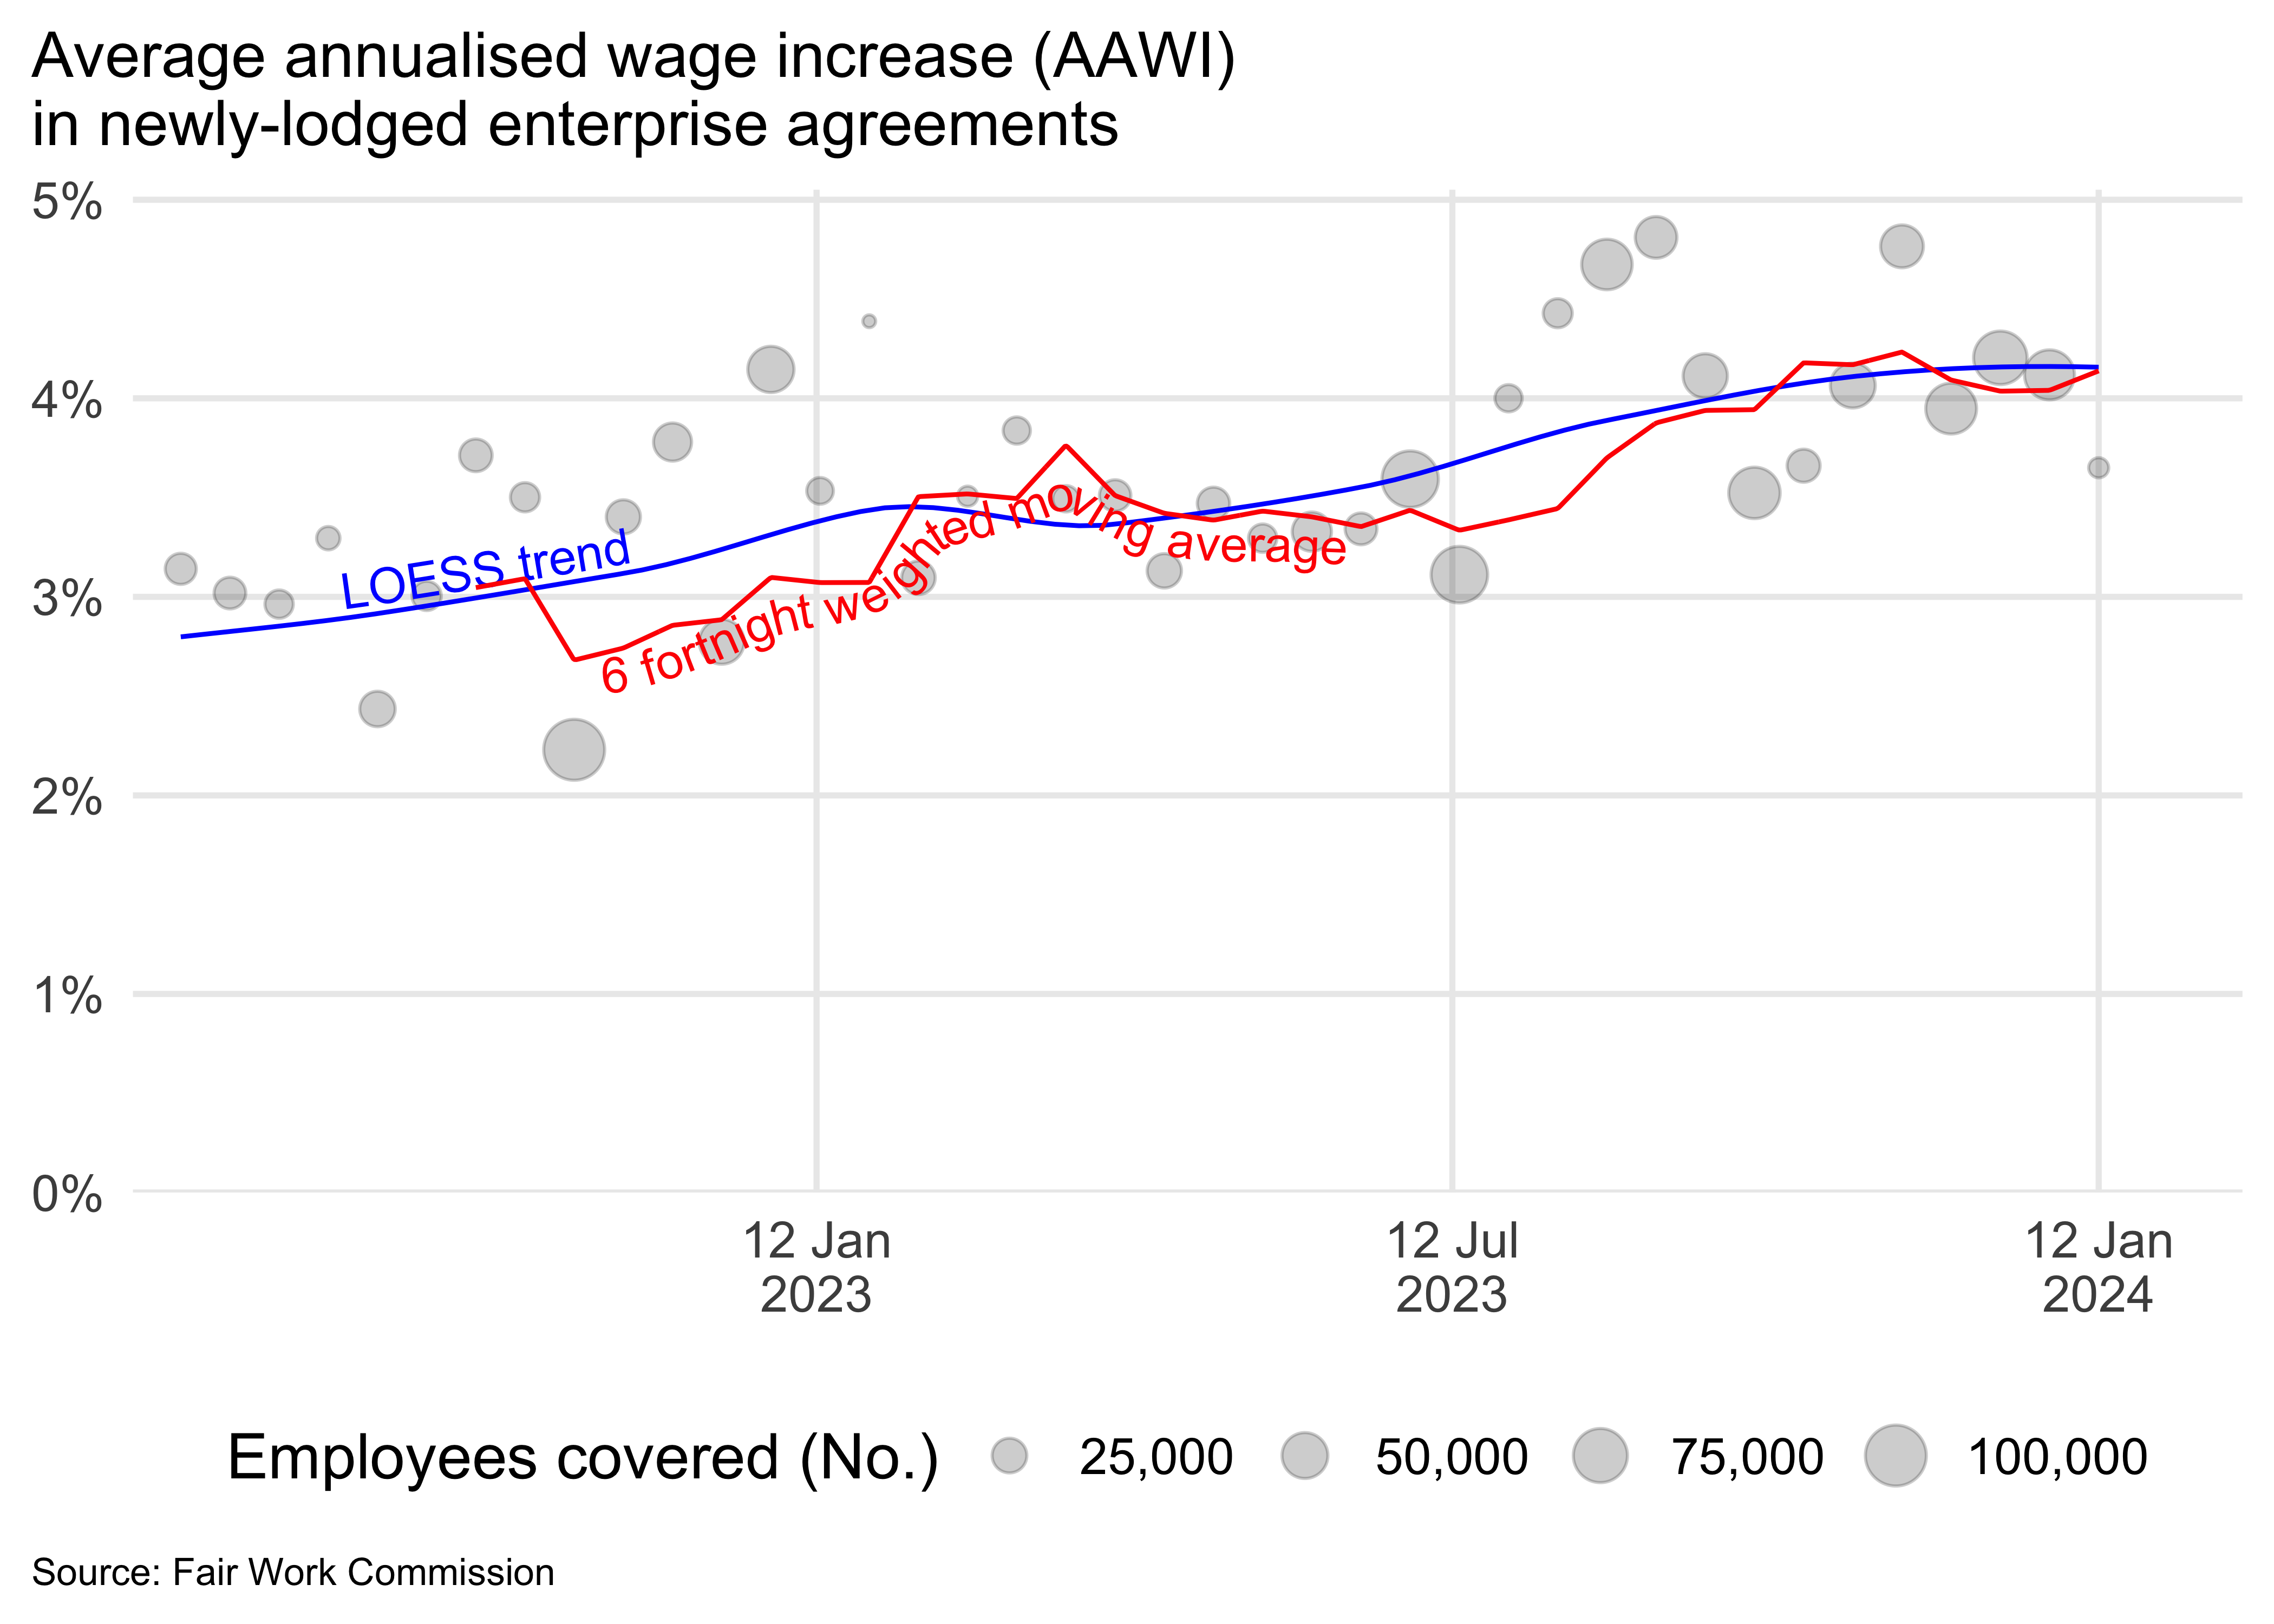 Average annualised wage increase (AAWI)
in newly-lodged enterprise agreements
5%
4%
3%
2%
1%
0%
LOESS trend
6 fortnight weighted moving average
12 Jan
2023
12 Jul
2023
12 Jan
2024
Employees covered (No.) 25,000 50,000 75,000 100,000
Source: Fair Work Commission